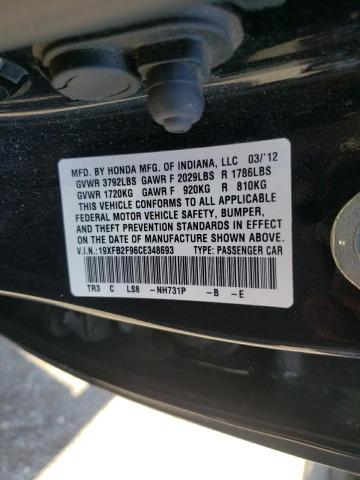 MFD. BY HONDA MFG. OF INDIANA, LLC 03/'12
GVWR 3792LBS GAWR F 2029LBS R 1786LBS
GVWR 1720KG GAWR F 920KG R 810KG
THIS VEHICLE CONFORMS TO ALL APPLICABLE
FEDERAL MOTOR VEHICLE SAFETY, BUMPER,
AND THEFT PREVENTION STANDARDS IN EFFECT
ON THE DATE OF MANUFACTURE SHOWN ABOVE.
V.I.N.: 19XFB2F96CE348693 TYPE: PASSENGER CAR
TR3 C LS8 -NH731P -B -E